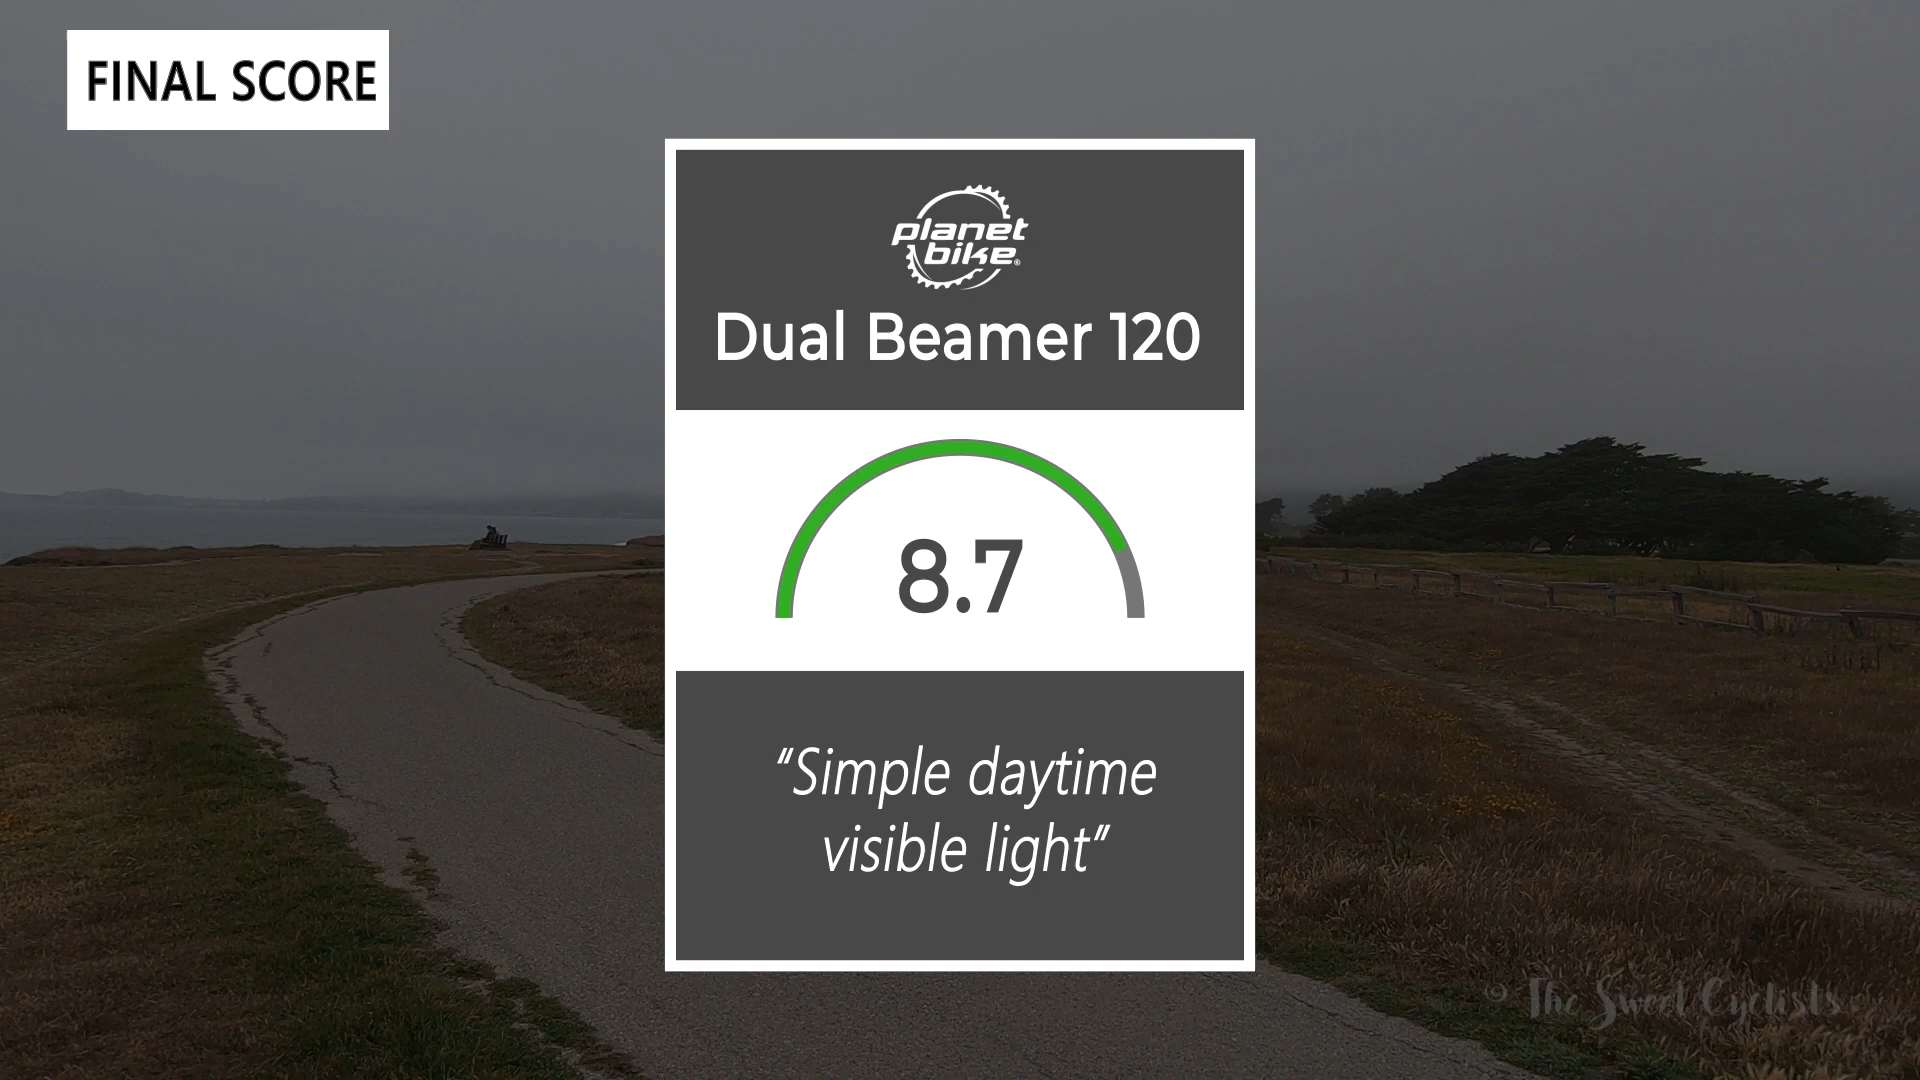 FINAL SCORE
planet
bike®
Dual Beamer 120
8.7
“Simple daytime
visible light”
© The Sweet Cyclists